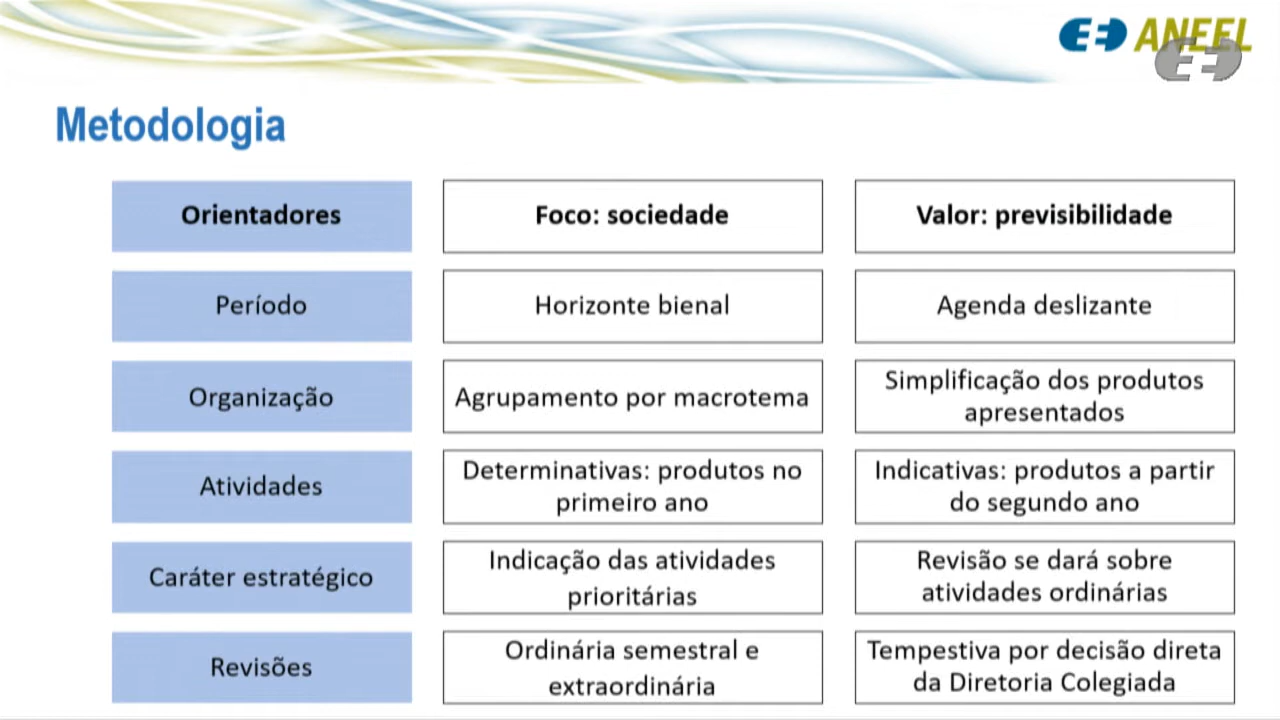 ANEEL
Metodologia
Orientadores
Foco: sociedade
Valor: previsibilidade
Período
Horizonte bienal
Agenda deslizante
Organização
Agrupamento por macrotema
Simplificação dos produtos
apresentados
Atividades
Determinativas: produtos no
primeiro ano
Indicativas: produtos a partir
do segundo ano
Caráter estratégico
Indicação das atividades
prioritárias
Revisão se dará sobre
atividades ordinárias
Revisões
Ordinária semestral e
extraordinária
Tempestiva por decisão direta
da Diretoria Colegiada